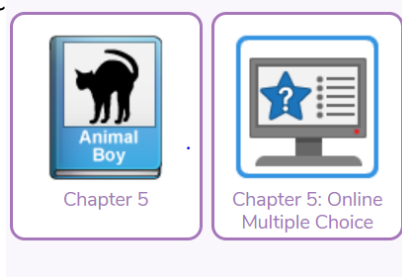 Animal
Boy
Chapter 5
?
Chapter 5: Online
Multiple Choice